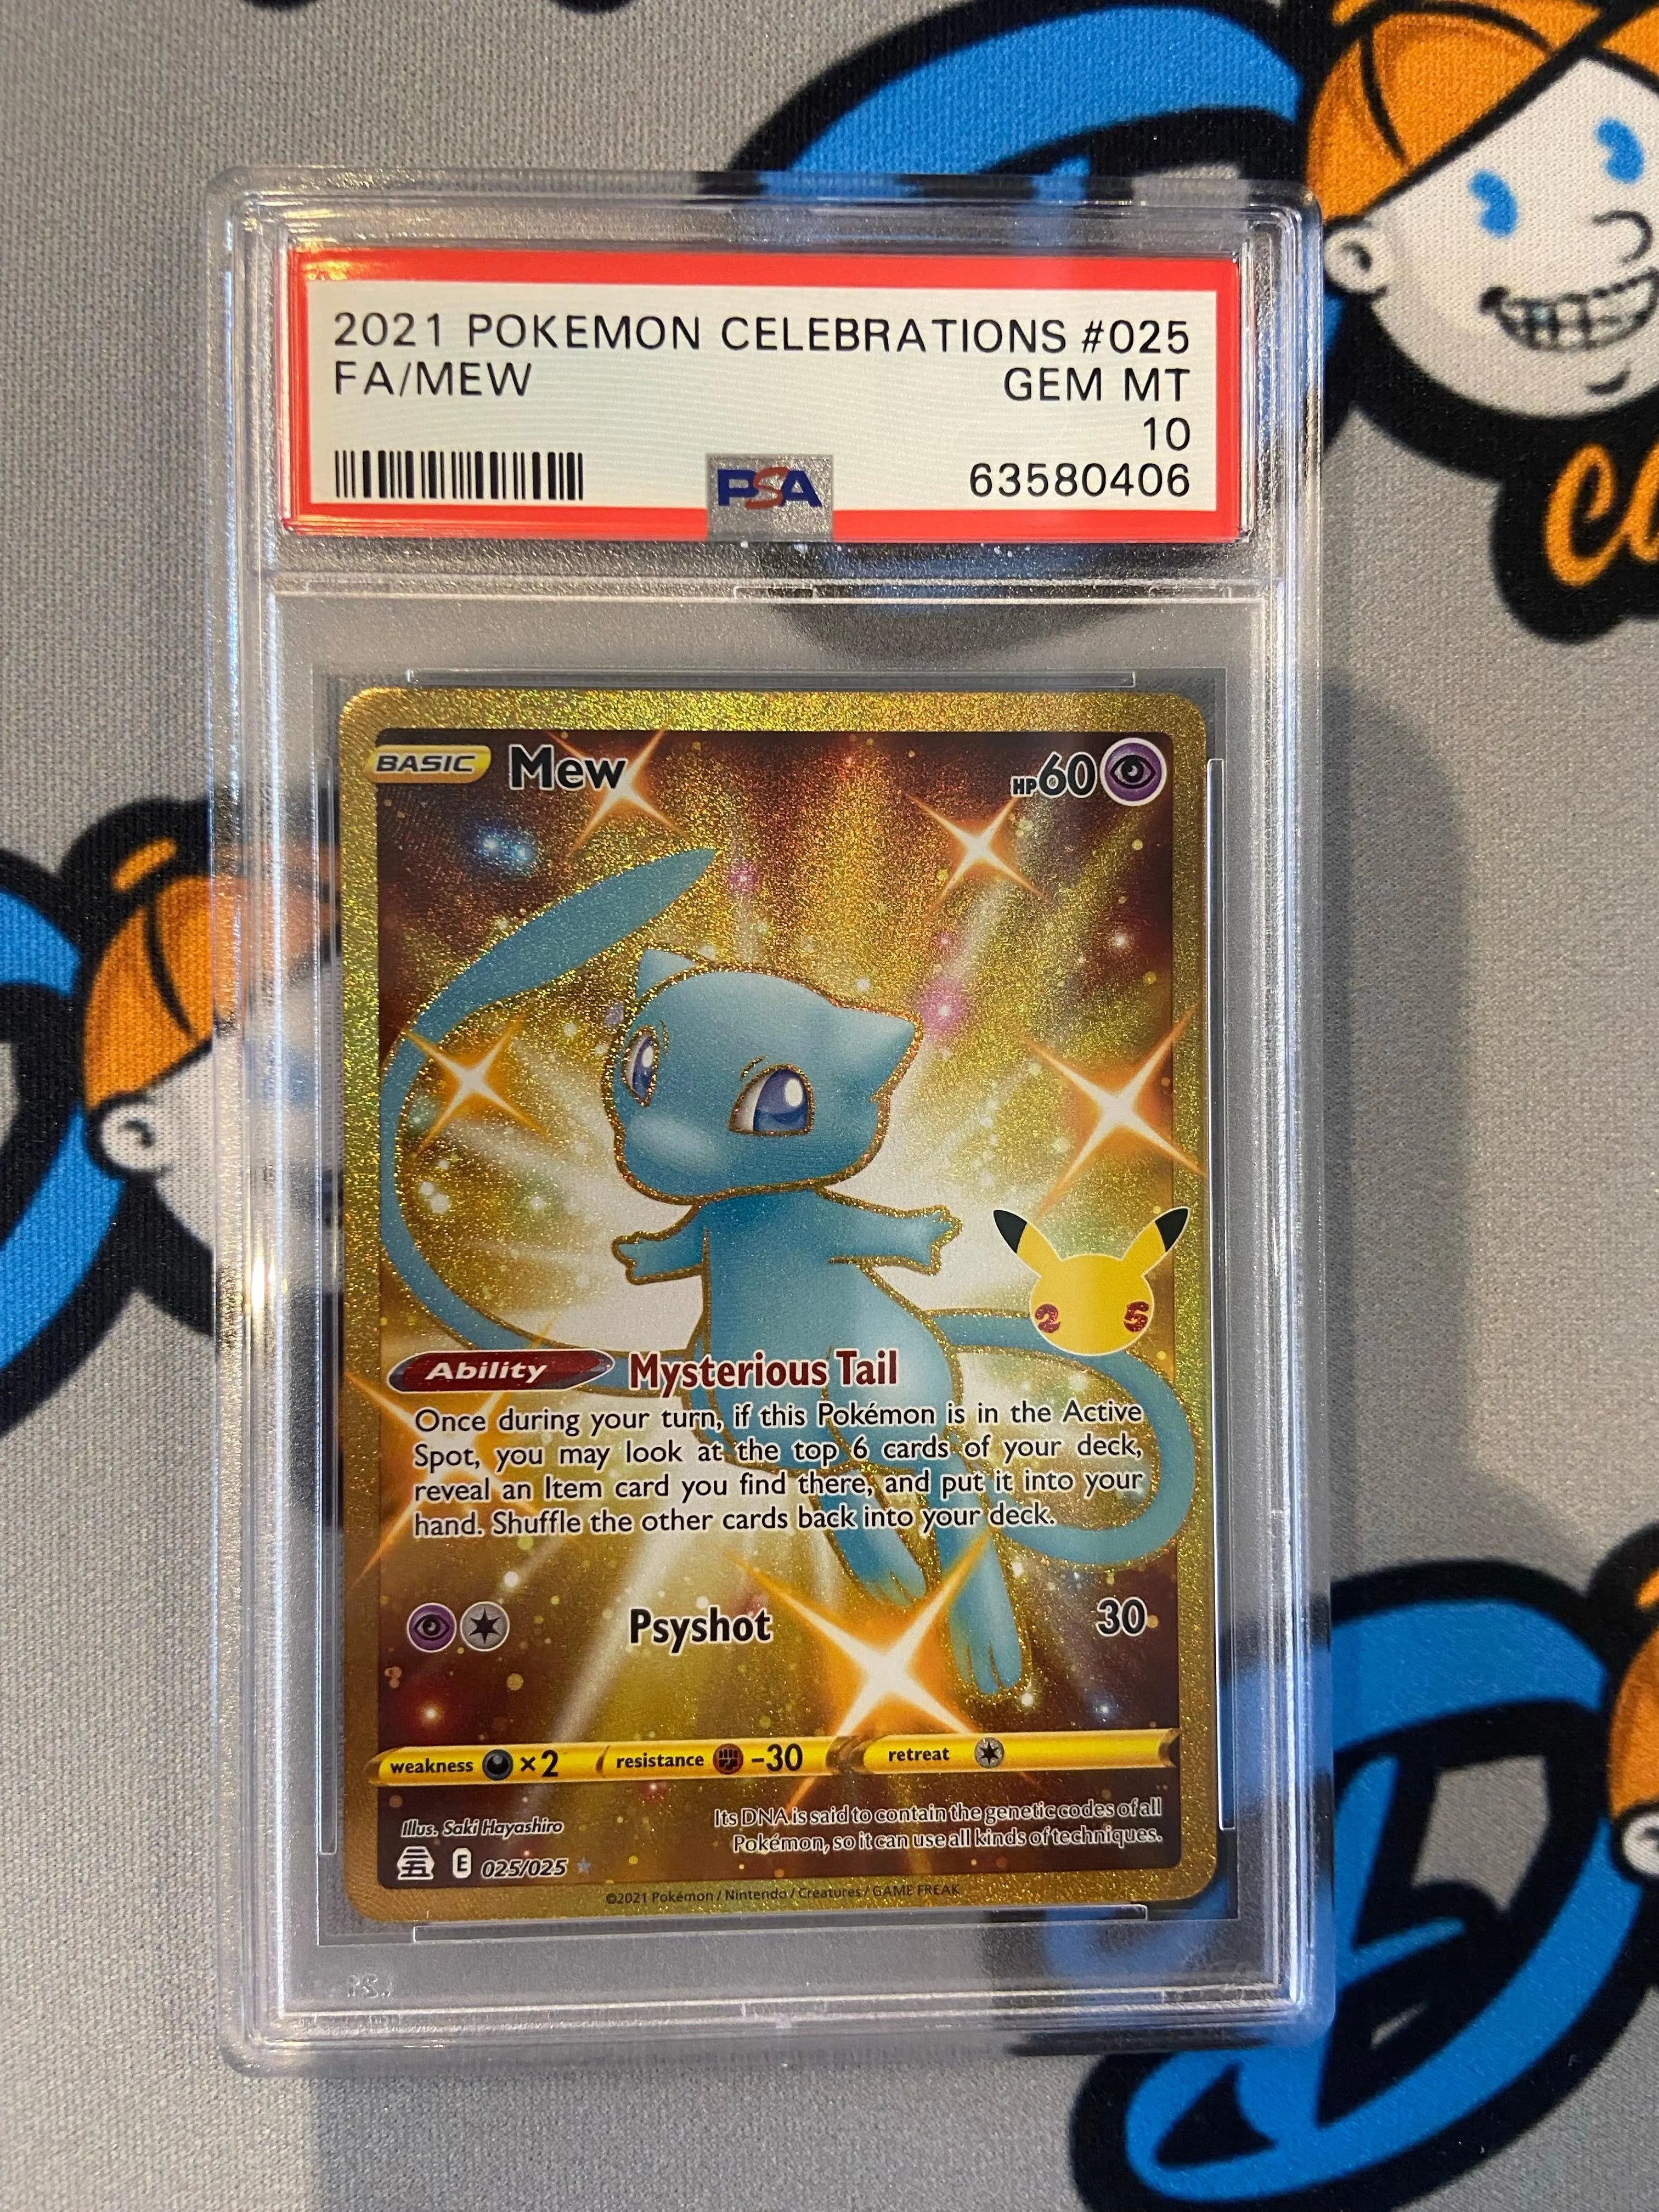 2021 POKEMON CELEBRATIONS #025
FA/MEW GEM MT
10
PSA 63580406
BASIC Mew HP60
25
Ability Mysterious Tail
Once during your turn, if this Pokémon is in the Active
Spot, you may look at the top 6 cards of your deck,
reveal an Item card you find there, and put it into your
hand. Shuffle the other cards back into your deck.
Psyshot 30
weakness ×2 resistance -30 retreat
Illus. Saki Hayashiro
Its DNA is said to contain the genetic codes of all
Pokémon, so it can use all kinds of techniques.
五 E 025/025
©2021 Pokémon / Nintendo / Creatures / GAME FREAK